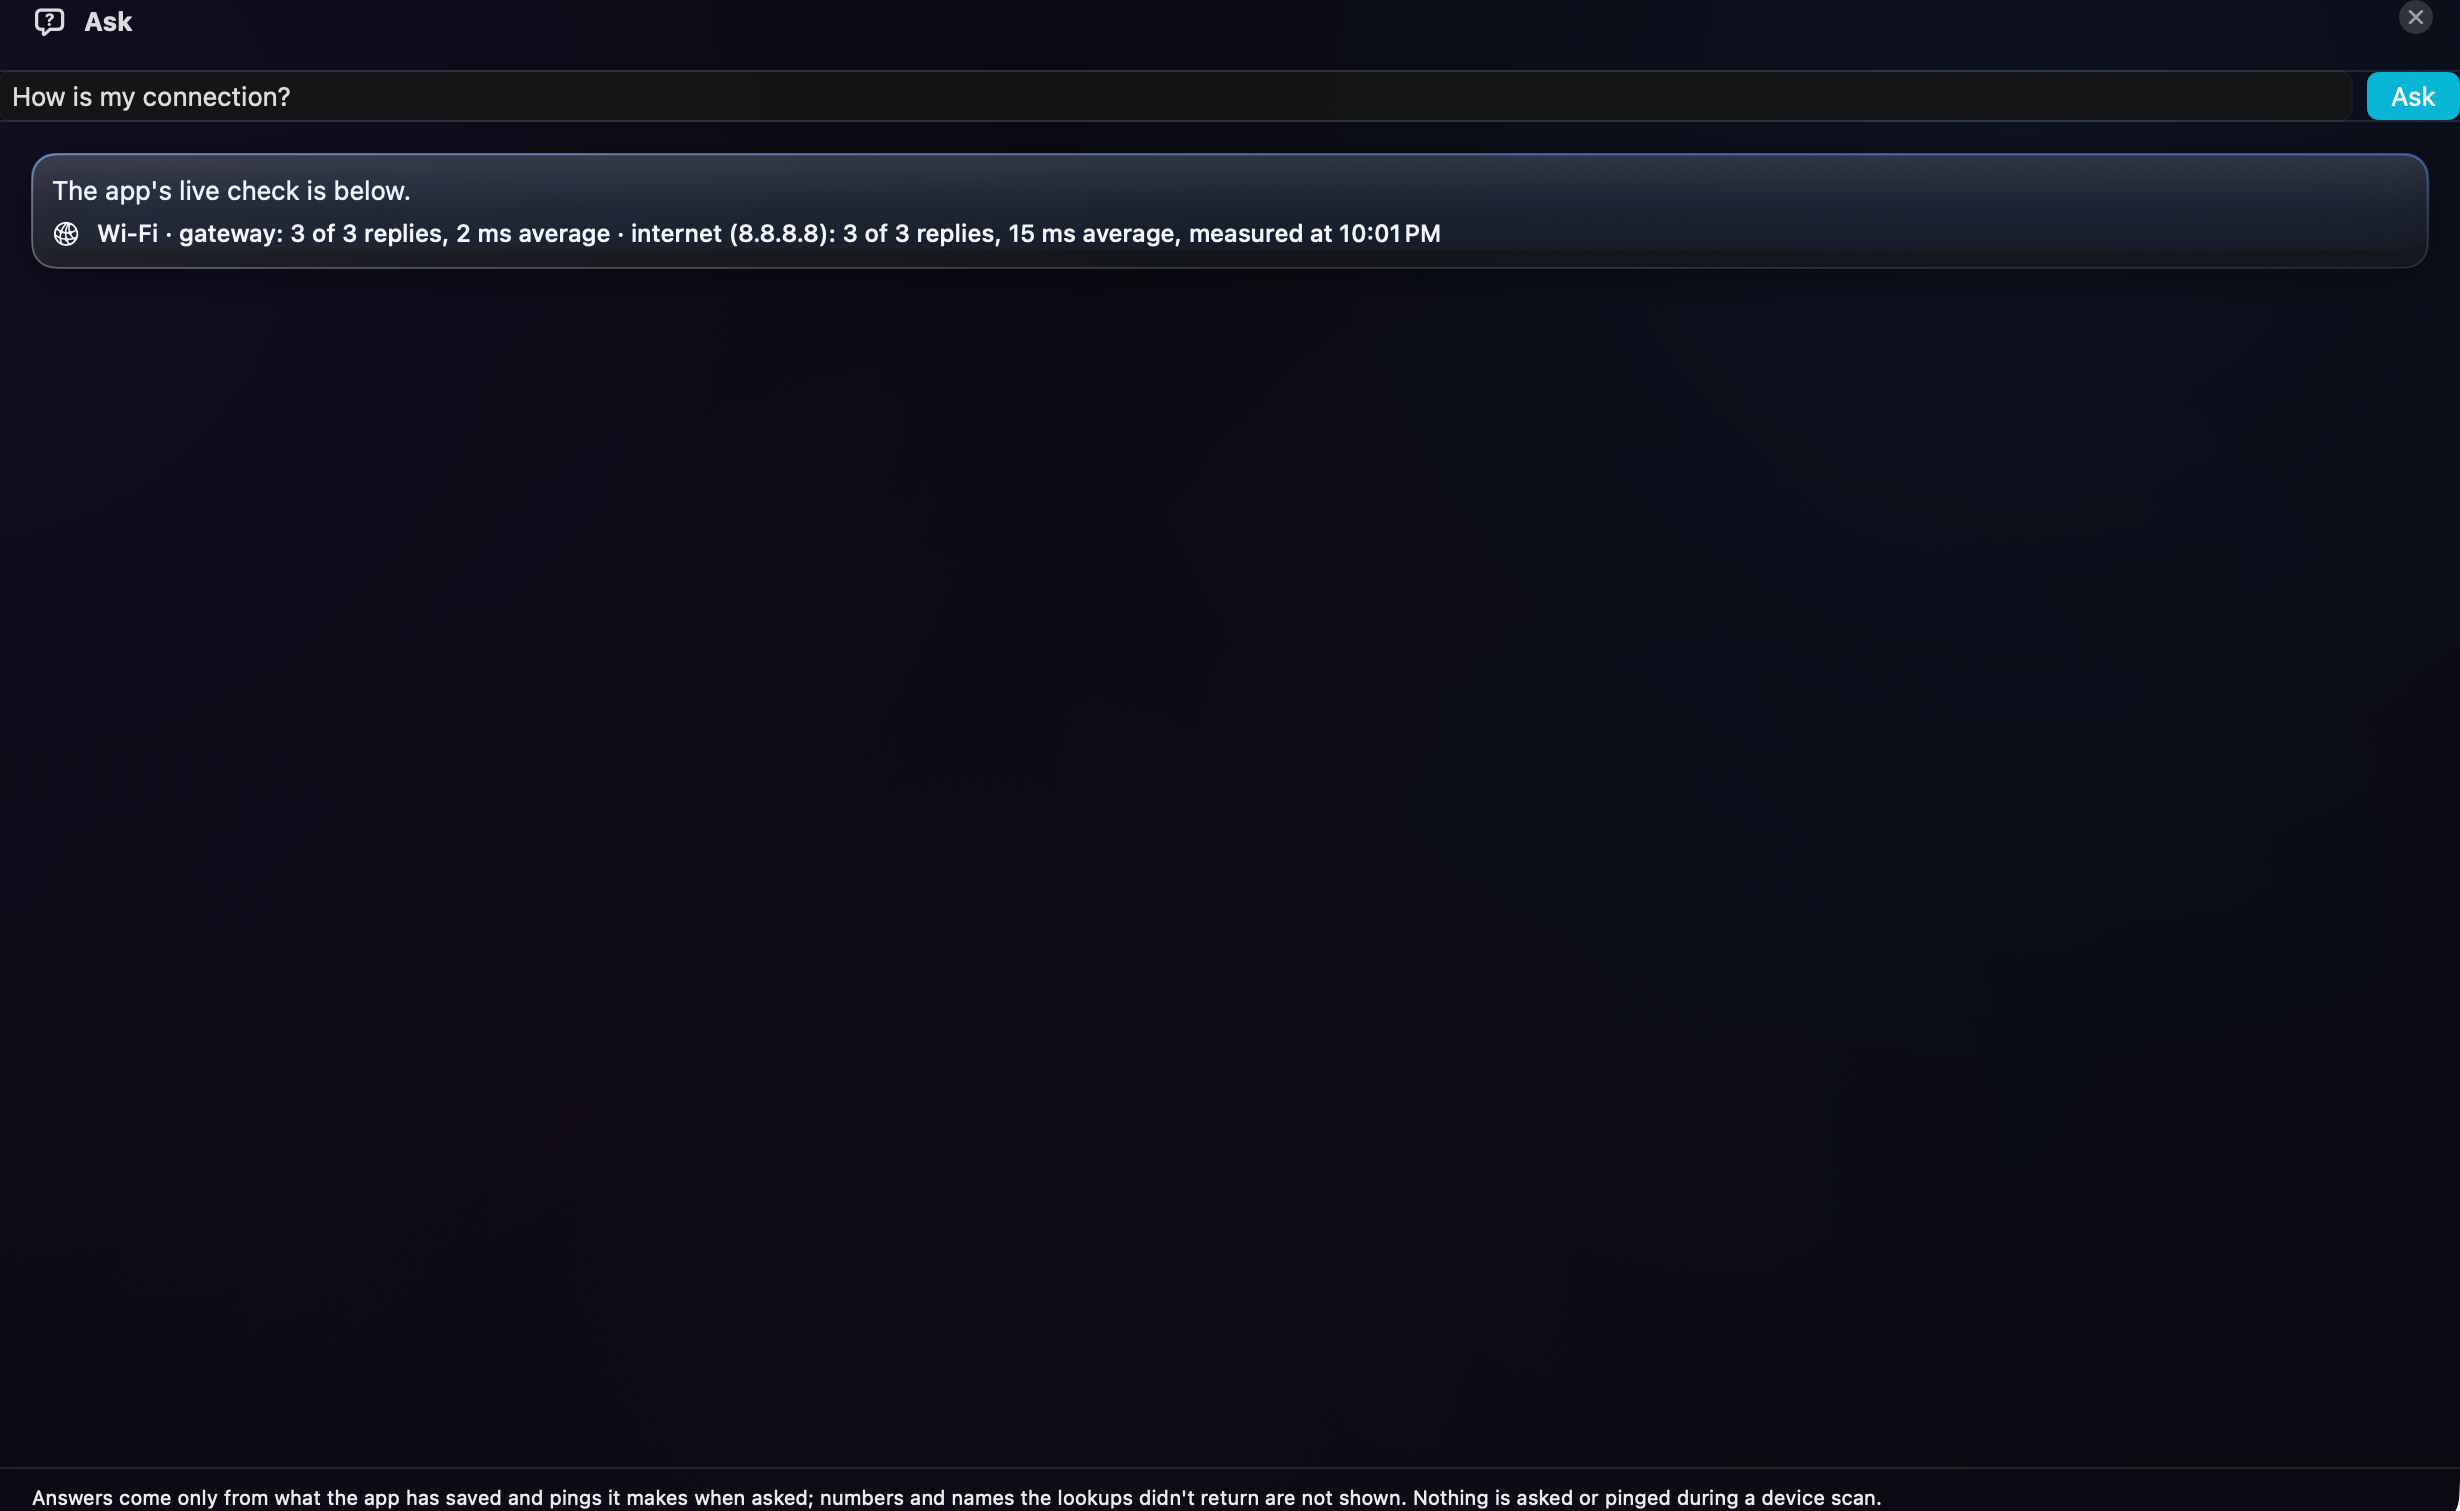 Ask
How is my connection?
Ask
The app's live check is below.
Wi-Fi · gateway: 3 of 3 replies, 2 ms average · internet (8.8.8.8): 3 of 3 replies, 15 ms average, measured at 10:01 PM
Answers come only from what the app has saved and pings it makes when asked; numbers and names the lookups didn't return are not shown. Nothing is asked or pinged during a device scan.